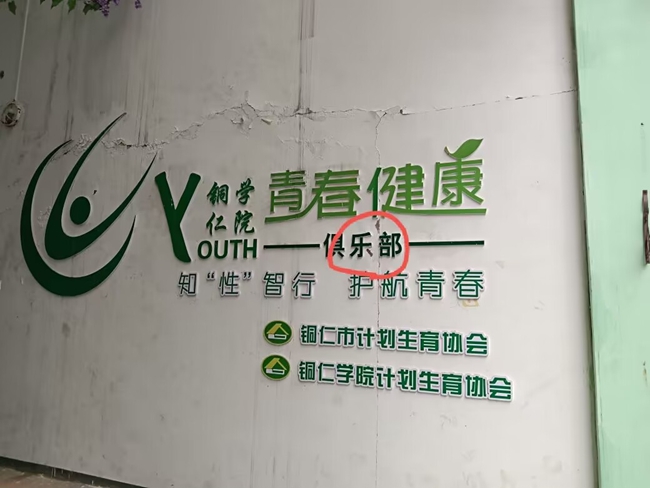 铜仁学院
YOUTH
青春健康
俱乐部
知“性”智行 护航青春
铜仁市计划生育协会
铜仁学院计划生育协会